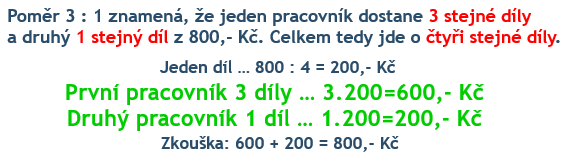 Poměr 3 : 1 znamená, že jeden pracovník dostane 3 stejné díly
a druhý 1 stejný díl z 800,- Kč. Celkem tedy jde o čtyři stejné díly.
Jeden díl … 800 : 4 = 200,- Kč
První pracovník 3 díly … 3.200=600,- Kč
Druhý pracovník 1 díl … 1.200=200,- Kč
Zkouška: 600 + 200 = 800,- Kč